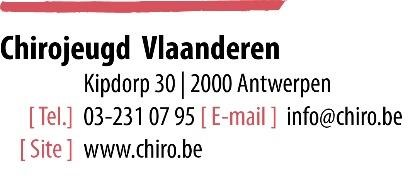 Chirojeugd Vlaanderen
Kipdorp 30 | 2000 Antwerpen
[ Tel.] 03-231 07 95 [ E-mail ] info@chiro.be
[ Site ] www.chiro.be